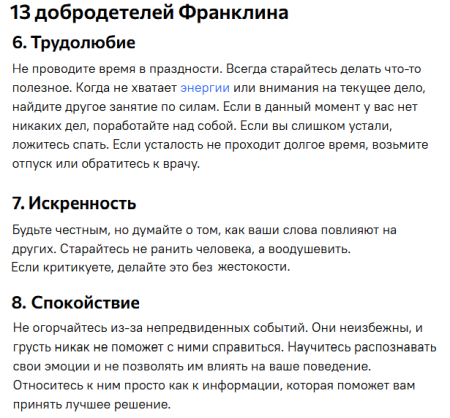 13 добродетелей Франклина
6. Трудолюбие
Не проводите время в праздности. Всегда старайтесь делать что-то
полезное. Когда не хватает энергии или внимания на текущее дело,
найдите другое занятие по силам. Если в данный момент у вас нет
никаких дел, поработайте над собой. Если вы слишком устали,
ложитесь спать. Если усталость не проходит долгое время, возьмите
отпуск или обратитесь к врачу.
7. Искренность
Будьте честным, но думайте о том, как ваши слова повлияют на
других. Старайтесь не ранить человека, а воодушевить.
Если критикуете, делайте это без жестокости.
8. Спокойствие
Не огорчайтесь из-за непредвиденных событий. Они неизбежны, и
грусть никак не поможет с ними справиться. Научитесь распознавать
свои эмоции и не позволять им влиять на ваше поведение.
Относитесь к ним просто как к информации, которая поможет вам
принять лучшее решение.